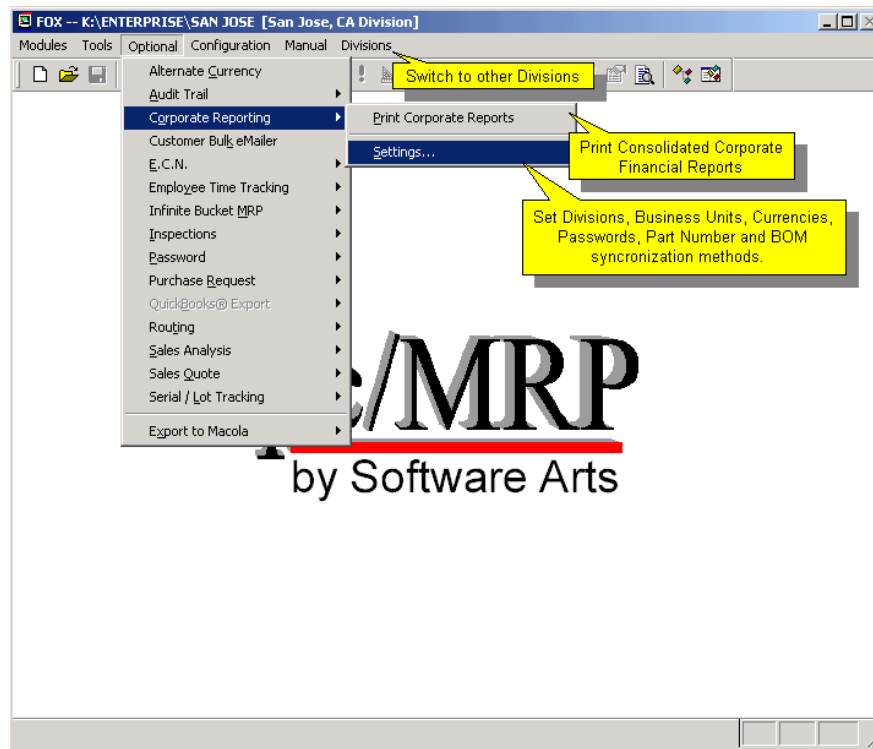 FOX -- K:\ENTERPRISE\SAN JOSE [San Jose, CA Division]
Modules Tools Optional Configuration Manual Divisions
Switch to other Divisions
Alternate Currency
Audit Trail
Corporate Reporting
Customer Bulk eMailer
E.C.N.
Employee Time Tracking
Infinite Bucket MRP
Inspections
Password
Purchase Request
QuickBooks® Export
Routing
Sales Analysis
Sales Quote
Serial / Lot Tracking
Export to Macola
Print Corporate Reports
Settings...
Print Consolidated Corporate
Financial Reports
Set Divisions, Business Units, Currencies,
Passwords, Part Number and BOM
syncronization methods.
c/MRP
by Software Arts